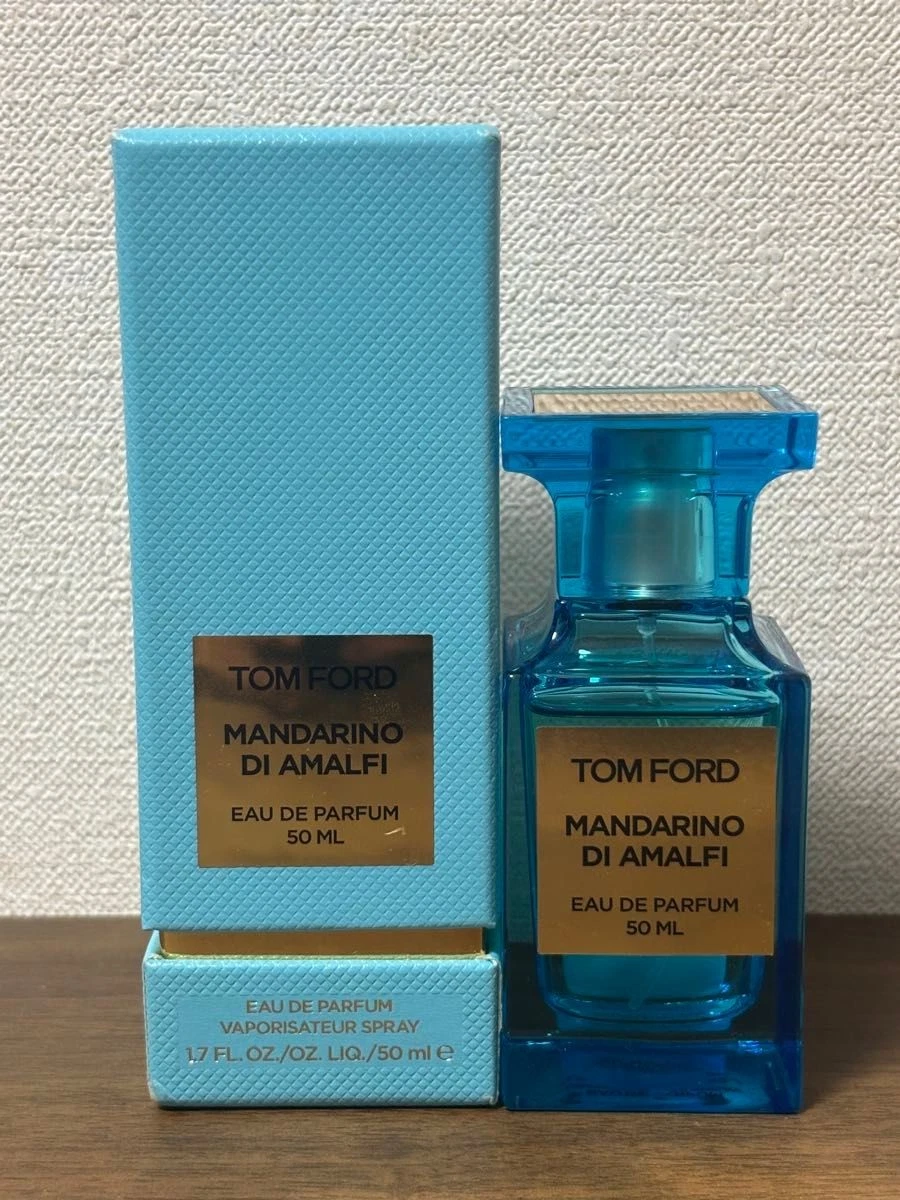 TOM FORD
MANDARINO
DI AMALFI
EAU DE PARFUM
50 ML
EAU DE PARFUM
VAPORISATEUR SPRAY
1.7 FL. OZ./OZ. LIQ./50 ml ℮
TOM FORD
MANDARINO
DI AMALFI
EAU DE PARFUM
50 ML